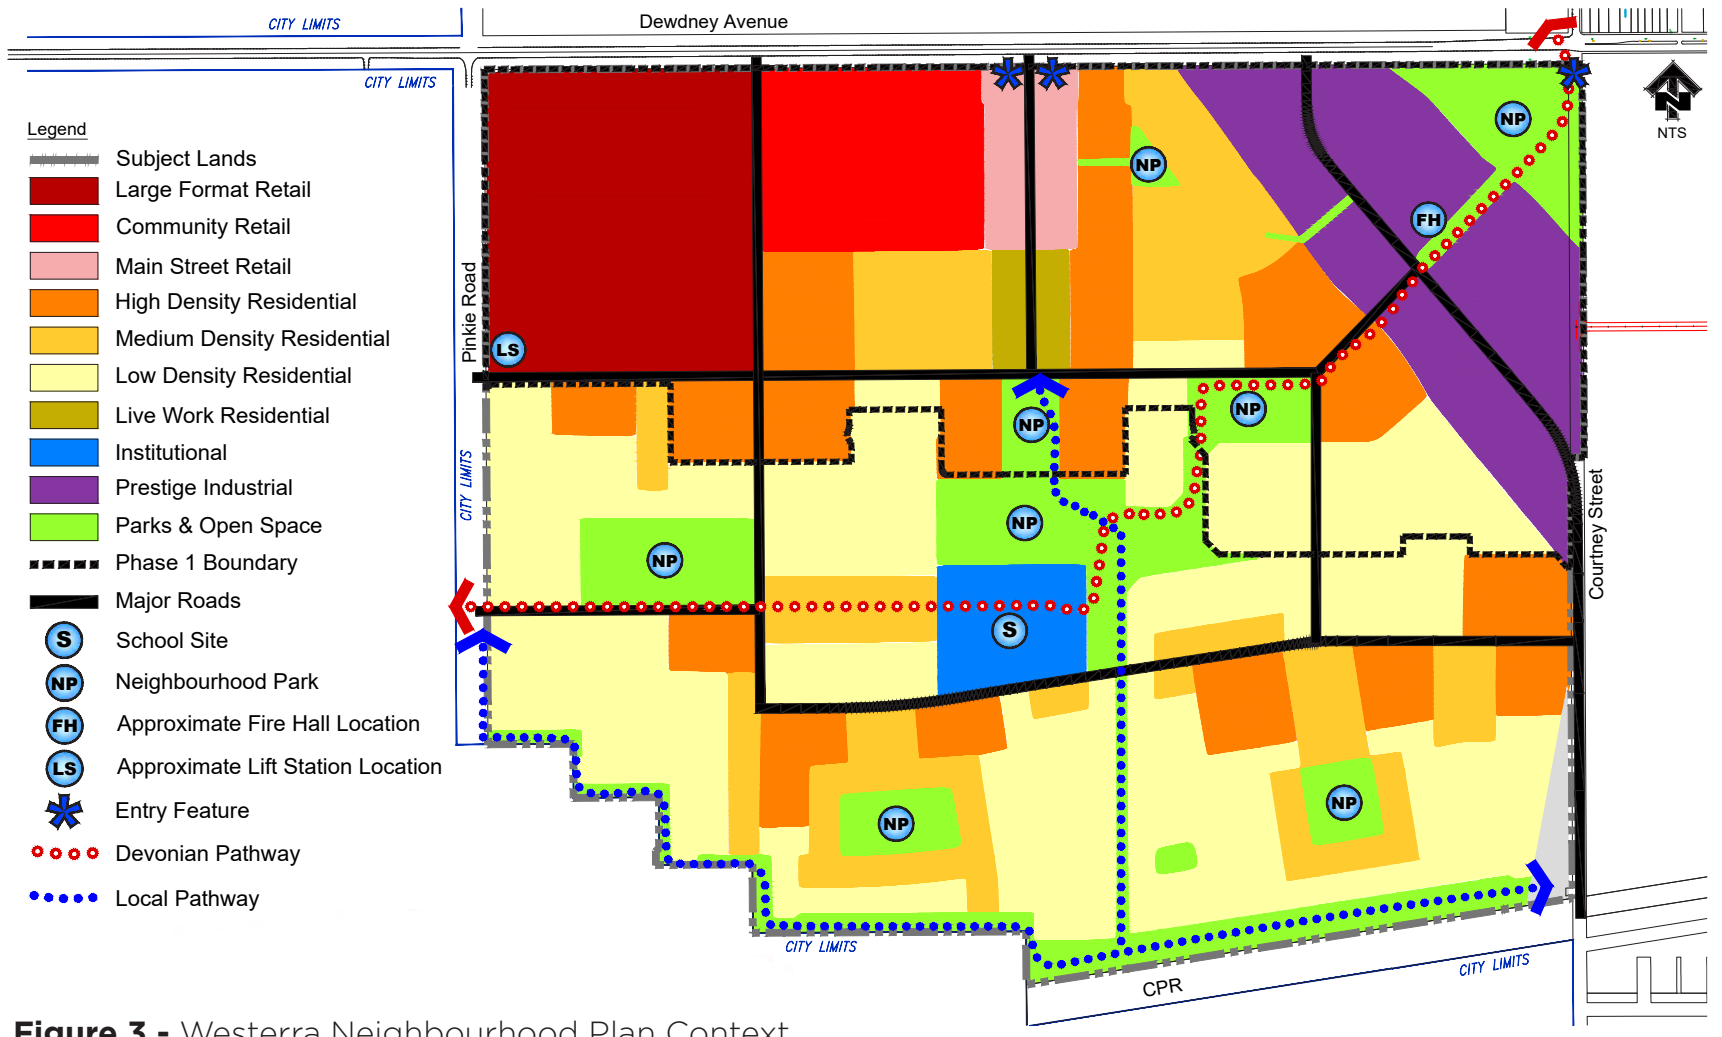 CITY LIMITS
Dewdney Avenue
CITY LIMITS
NP
NTS
Legend
Subject Lands
Large Format Retail
Community Retail
Main Street Retail
High Density Residential
Medium Density Residential
Low Density Residential
Live Work Residential
Institutional
Prestige Industrial
Parks & Open Space
Phase 1 Boundary
Major Roads
S School Site
NP Neighbourhood Park
FH Approximate Fire Hall Location
LS Approximate Lift Station Location
Entry Feature
Devonian Pathway
Local Pathway
N
NP
FH
Pinkie Road
LS
NP
NP
CITY LIMITS
NP
NP
Courtney Street
S
NP
NP
CITY LIMITS
CITY LIMITS
CPR
Figure 3 - Westerra Neighbourhood Plan Context